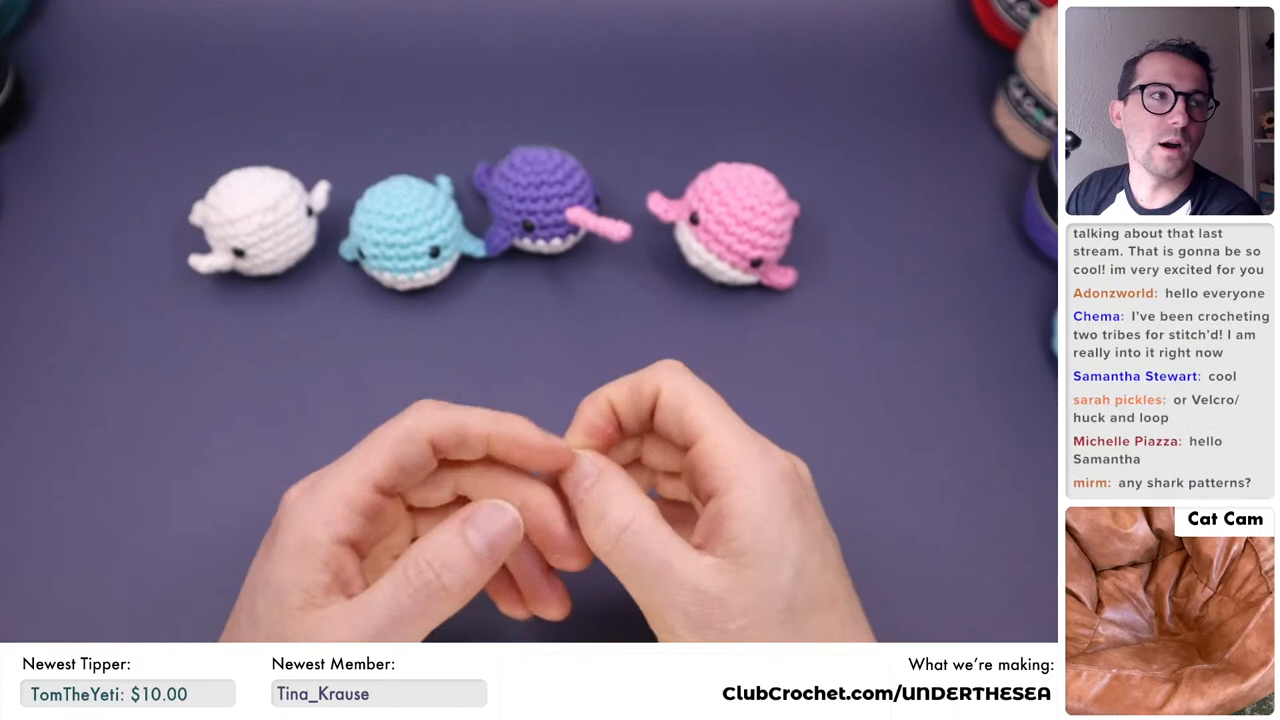 talking about that last
stream. That is gonna be so
cool! im very excited for you
Adonzworld: hello everyone
Chema: I've been crocheting
two tribes for stitch'd! I am
really into it right now
Samantha Stewart: cool
sarah pickles: or Velcro/
huck and loop
Michelle Piazza: hello
Samantha
mirm: any shark patterns?
Cat Cam
Newest Tipper:
TomTheYeti: $10.00
Newest Member:
Tina_Krause
What we're making:
ClubCrochet.com/UNDERTHESEA